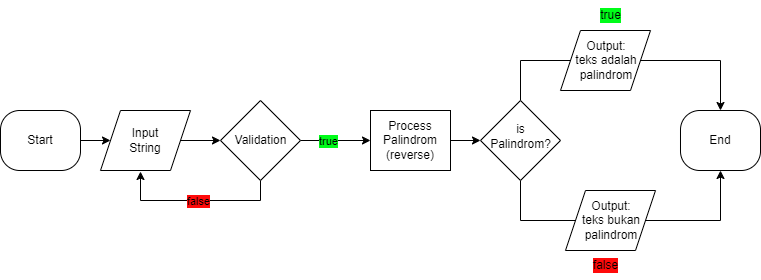 Start
Input
String
Validation
true
false
Process
Palindrom
(reverse)
is
Palindrom?
true
Output:
teks adalah
palindrom
Output:
teks bukan
palindrom
false
End